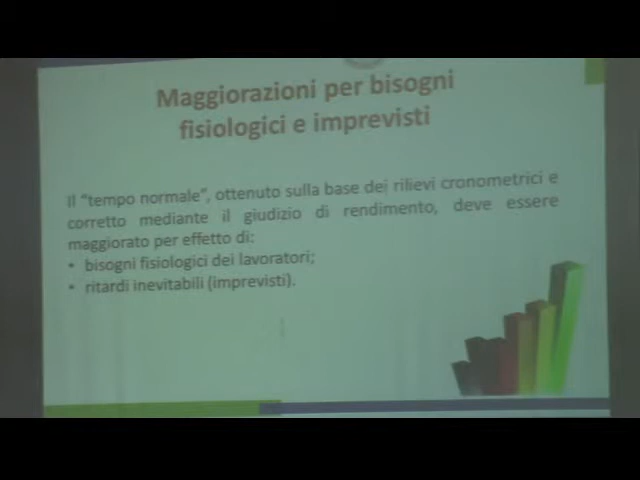 Maggiorazioni per bisogni
fisiologici e imprevisti
Il “tempo normale”, ottenuto sulla base dei rilievi cronometrici e
corretto mediante il giudizio di rendimento, deve essere
maggiorato per effetto di:
• bisogni fisiologici dei lavoratori;
• ritardi inevitabili (imprevisti).